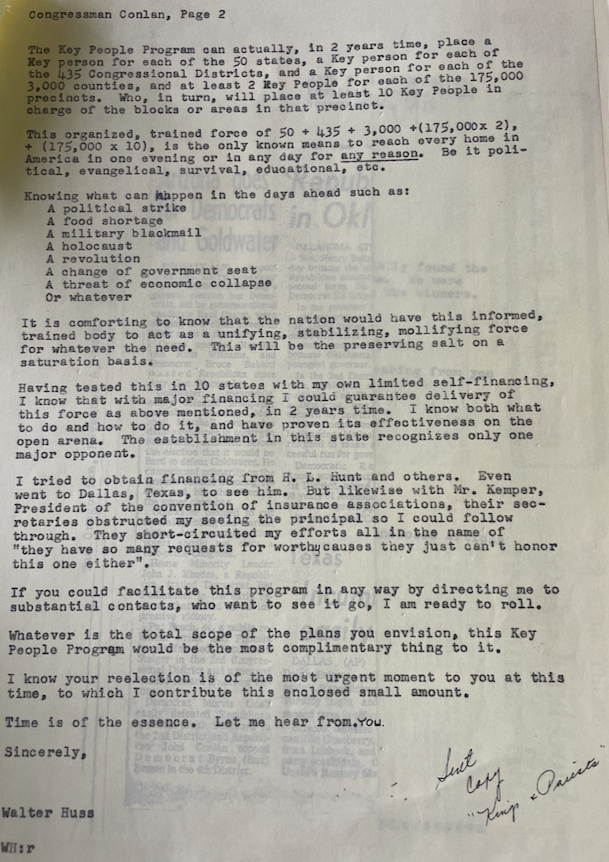 Congressman Conlan, Page 2
The Key People Program can actually, in 2 years time, place a
Key person for each of the 50 states, a Key person for each of
the 435 Congressional Districts, and a Key person for each of the
3,000 counties, and at least 2 Key People for each of the 175,000
precincts. Who, in turn, will place at least 10 Key People in
charge of the blocks or areas in that precinct.
This organized, trained force of 50 + 435 + 3,000 +(175,000x 2),
+ (175,000 x 10), is the only known means to reach every home in
America in one evening or in any day for any reason. Be it poli-
tical, evangelical, survival, educational, etc.
Knowing what can happen in the days ahead such as:
A political strike
A food shortage
A military blackmail
A holocaust
A revolution
A change of government seat
A threat of economic collapse
Or whatever
It is comforting to know that the nation would have this informed,
trained body to act as a unifying, stabilizing, mollifying force
for whatever the need. This will be the preserving salt on a
saturation basis.
Having tested this in 10 states with my own limited self-financing,
I know that with major financing I could guarantee delivery of
this force as above mentioned, in 2 years time. I know both what
to do and how to do it, and have proven its effectiveness on the
open arena. The establishment in this state recognizes only one
major opponent.
I tried to obtain financing from H. L. Hunt and others. Even
went to Dallas, Texas, to see him. But likewise with Mr. Kemper,
President of the convention of insurance associations, their sec-
retaries obstructed my seeing the principal so I could follow
through. They short-circuited my efforts all in the name of
"they have so many requests for worthycauses they just can't honor
this one either".
If you could facilitate this program in any way by directing me to
substantial contacts, who want to see it go, I am ready to roll.
Whatever is the total scope of the plans you envision, this Key
People Program would be the most complimentary thing to it.
I know your reelection is of the most urgent moment to you at this
time, to which I contribute this enclosed small amount.
Time is of the essence. Let me hear from.you.
Sincerely,
Sent
Copy
"Kings & Priests"
Walter Huss
WH:r